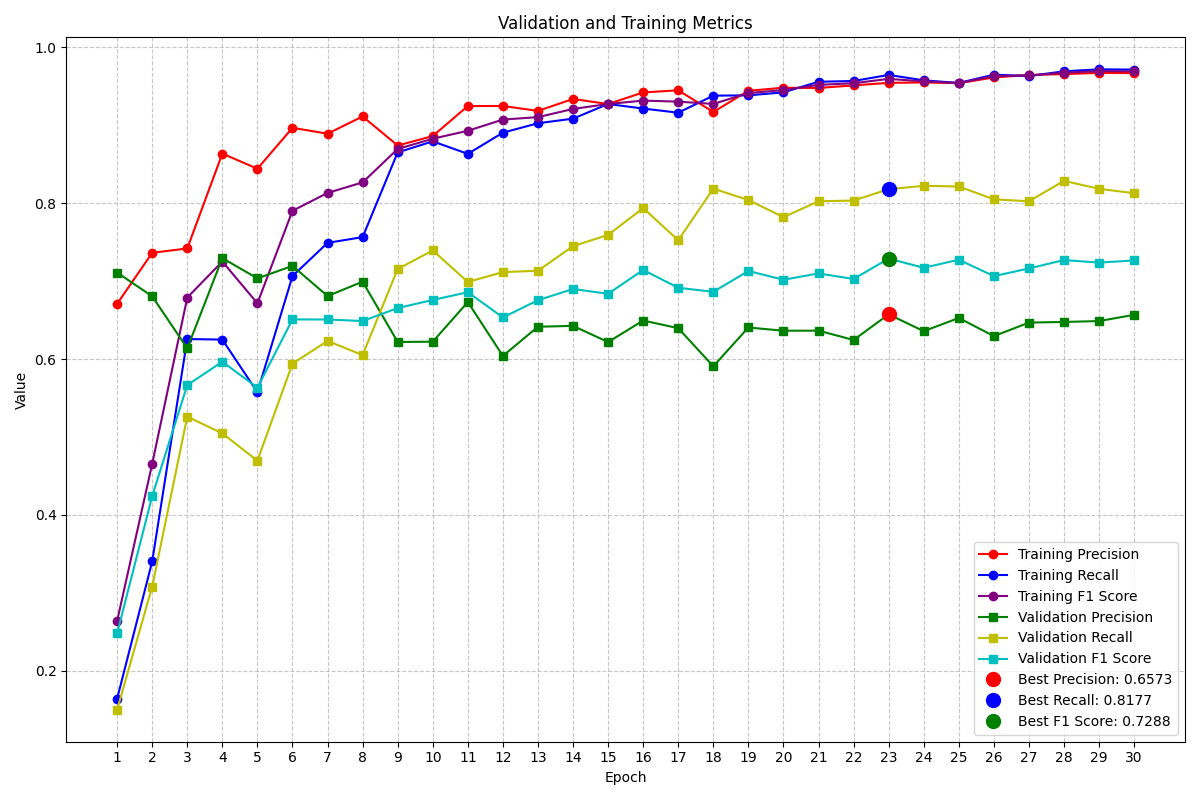 Validation and Training Metrics
1.0
0.8
0.6
0.4
0.2
Value
1 2 3 4 5 6 7 8 9 10 11 12 13 14 15 16 17 18 19 20 21 22 23 24 25 26 27 28 29 30
Epoch
Training Precision
Training Recall
Training F1 Score
Validation Precision
Validation Recall
Validation F1 Score
Best Precision: 0.6573
Best Recall: 0.8177
Best F1 Score: 0.7288